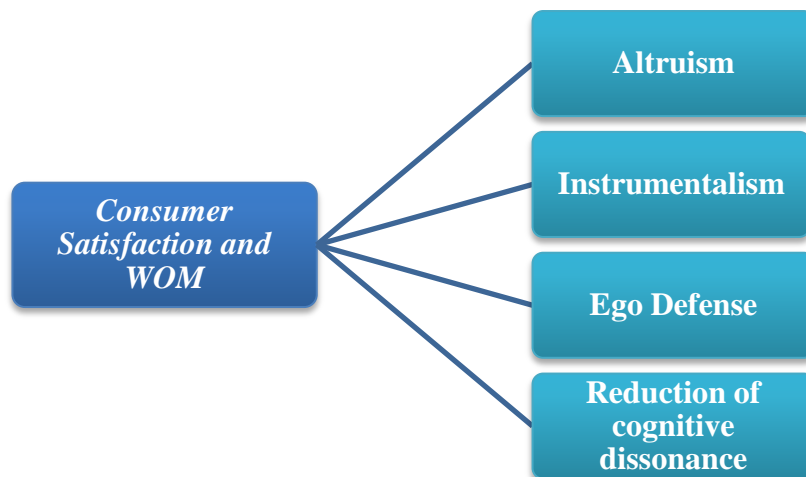 Altruism
Instrumentalism
Consumer
Satisfaction and
WOM
Ego Defense
Reduction of
cognitive
dissonance